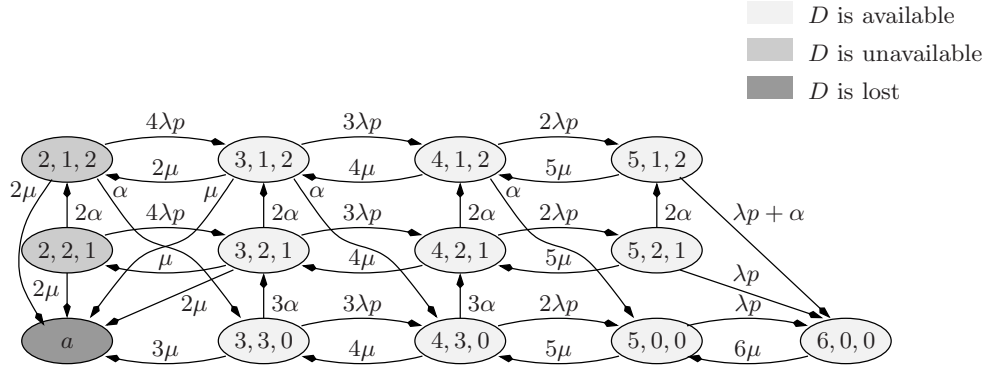 D is available
D is unavailable
D is lost
4λp 3λp 2λp
2, 1, 2 3, 1, 2 4, 1, 2 5, 1, 2
2μ 4μ 5μ
2μ α μ α α
2α 4λp 2α 3λp 2α 2λp 2α λp + α
2, 2, 1 3, 2, 1 4, 2, 1 5, 2, 1
μ 4μ 5μ λp
2μ 2μ 3α 3λp 3α 2λp λp
a 3, 3, 0 4, 3, 0 5, 0, 0 6, 0, 0
3μ 4μ 5μ 6μ